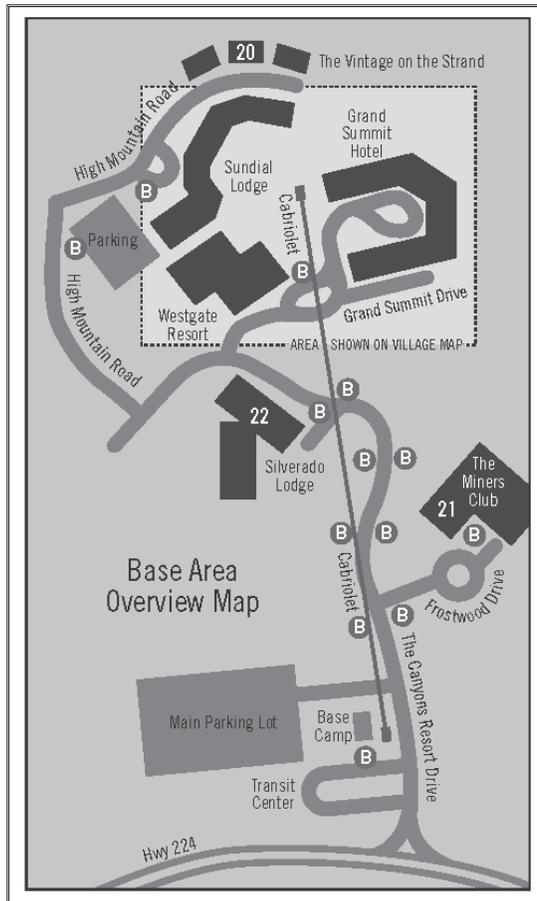 20
The Vintage on the Strand
High Mountain Road
Grand
Summit
Hotel
Sundial
Lodge
Cabriolet
B
B
Parking
B
Westgate
Resort
Grand Summit Drive
High Mountain Road
AREA SHOWN ON VILLAGE MAP
B
22
B
Silverado
Lodge
B
B
The
Miners
Club
21
B
B
B
Cabriolet
Base Area
Overview Map
Frostwood Drive
B
B
The Canyons Resort Drive
Main Parking Lot
Base
Camp
B
Transit
Center
Hwy 224